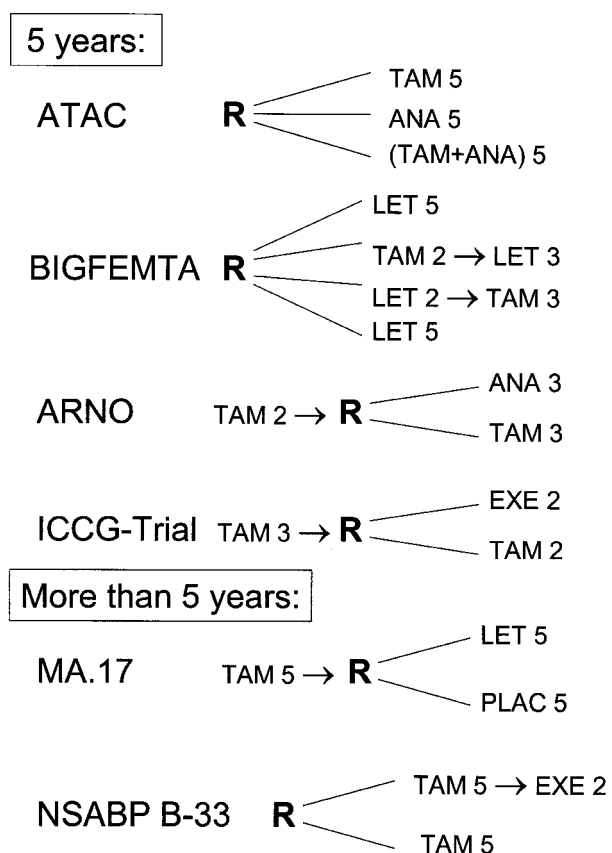 5 years:
TAM 5
ATAC R ANA 5
(TAM+ANA) 5
LET 5
TAM 2 → LET 3
BIGFEMTA R
LET 2 → TAM 3
LET 5
ANA 3
ARNO TAM 2 → R
TAM 3
EXE 2
ICCG-Trial TAM 3 → R
TAM 2
More than 5 years:
LET 5
MA.17 TAM 5 → R
PLAC 5
TAM 5 → EXE 2
NSABP B-33 R
TAM 5